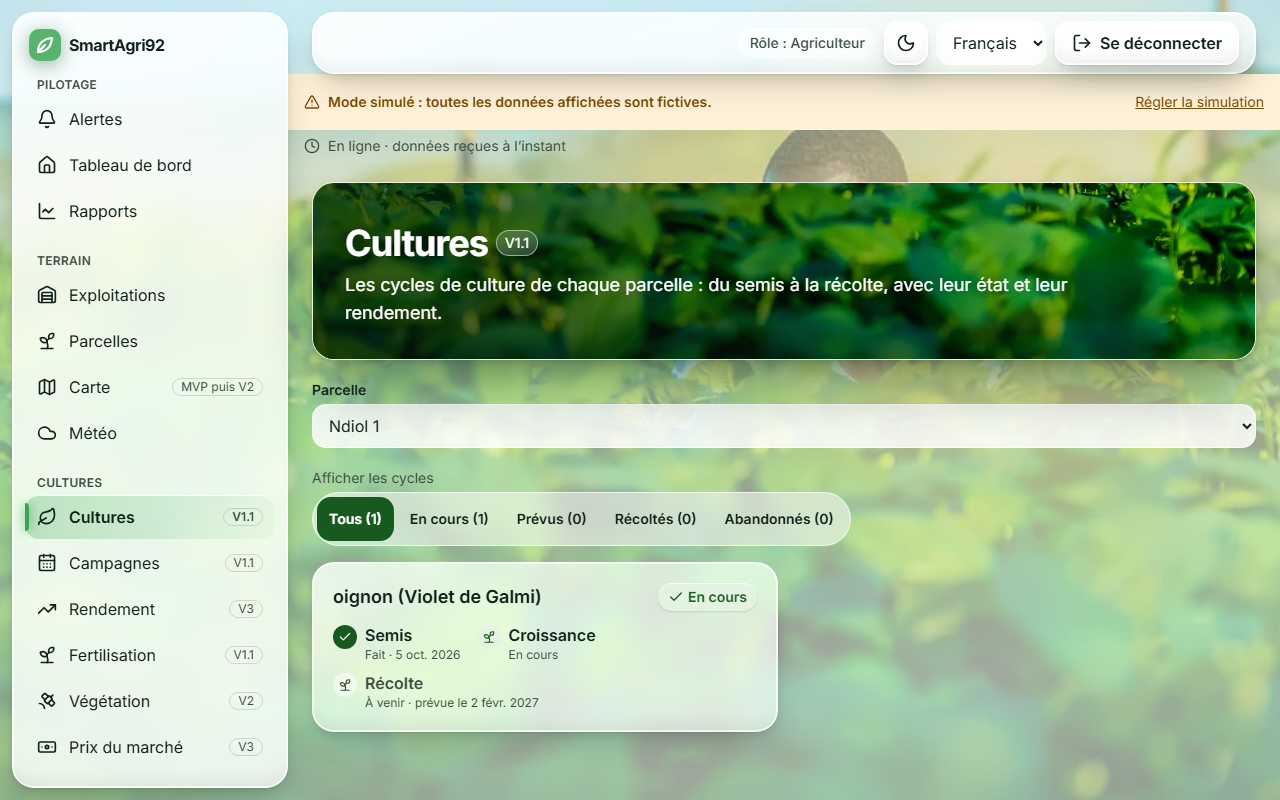 SmartAgri92
PILOTAGE
Alertes
Tableau de bord
Rapports
TERRAIN
Exploitations
Parcelles
Carte MVP puis V2
Météo
CULTURES
Cultures V1.1
Campagnes V1.1
Rendement V3
Fertilisation V1.1
Végétation V2
Prix du marché V3
Rôle : Agriculteur
Français
Se déconnecter
Mode simulé : toutes les données affichées sont fictives.
Régler la simulation
En ligne · données reçues à l’instant
Cultures V1.1
Les cycles de culture de chaque parcelle : du semis à la récolte, avec leur état et leur
rendement.
Parcelle
Ndiol 1
Afficher les cycles
Tous (1) En cours (1) Prévus (0) Récoltés (0) Abandonnés (0)
oignon (Violet de Galmi) En cours
Semis
Fait · 5 oct. 2026
Croissance
En cours
Récolte
À venir · prévue le 2 févr. 2027